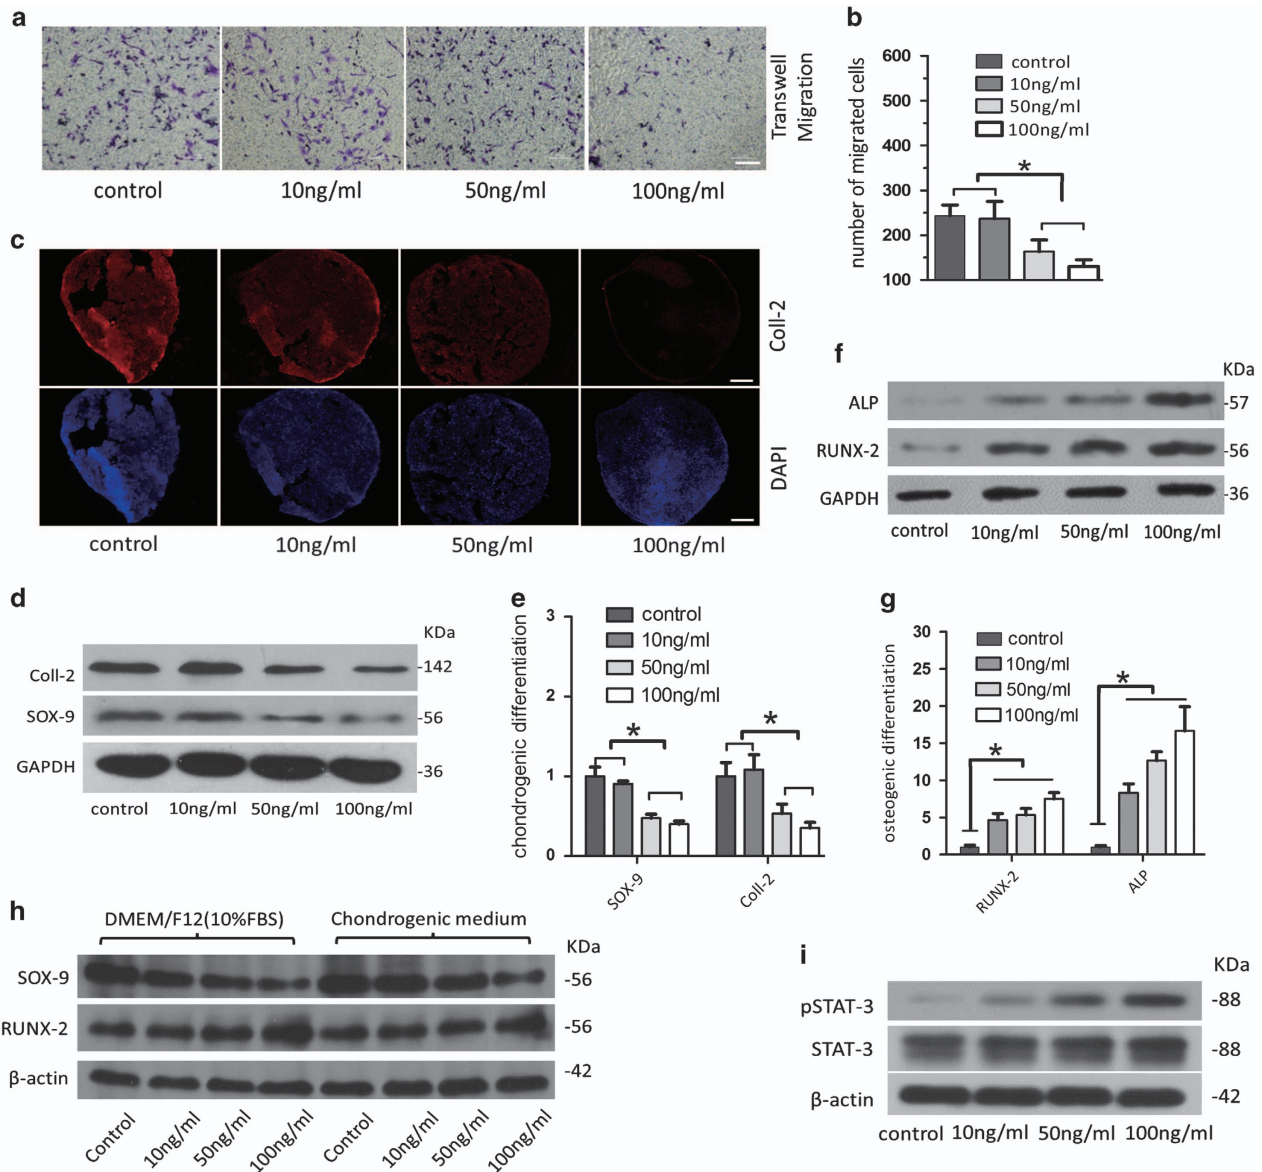 a
Transwell
Migration
control
10ng/ml
50ng/ml
100ng/ml
b
600
500
400
300
200
100
number of migrated cells
control
10ng/ml
50ng/ml
100ng/ml
*
c
Coll-2
DAPI
control
10ng/ml
50ng/ml
100ng/ml
f
KDa
ALP
-57
RUNX-2
-56
GAPDH
-36
control
10ng/ml
50ng/ml
100ng/ml
d
KDa
Coll-2
-142
SOX-9
-56
GAPDH
-36
control
10ng/ml
50ng/ml
100ng/ml
e
3
2
1
0
chondrogenic differentiation
control
10ng/ml
50ng/ml
100ng/ml
*
*
SOX-9
Coll-2
g
30
25
20
15
10
5
0
osteogenic differentiation
control
10ng/ml
50ng/ml
100ng/ml
*
*
RUNX-2
ALP
h
DMEM/F12(10%FBS)
Chondrogenic medium
KDa
SOX-9
-56
RUNX-2
-56
β-actin
-42
Control
10ng/ml
50ng/ml
100ng/ml
Control
10ng/ml
50ng/ml
100ng/ml
i
KDa
pSTAT-3
-88
STAT-3
-88
β-actin
-42
control
10ng/ml
50ng/ml
100ng/ml